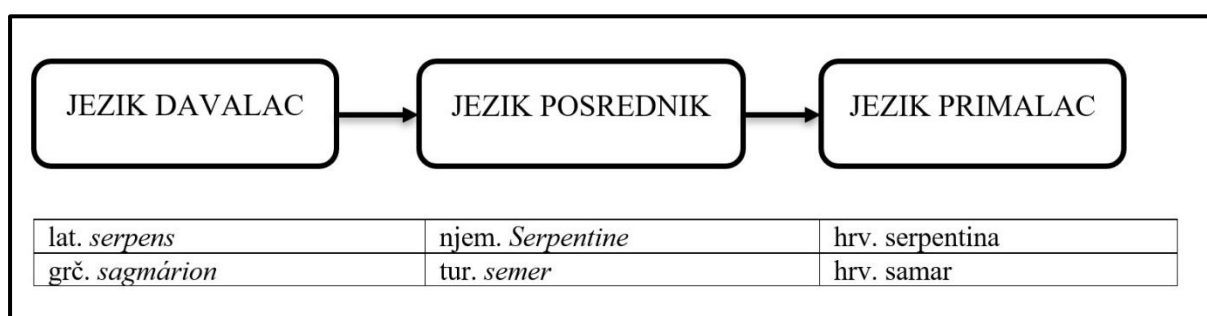 JEZIK DAVALAC JEZIK POSREDNIK JEZIK PRIMALAC
lat. serpens njem. Serpentine hrv. serpentina
grč. sagmárion tur. semer hrv. samar